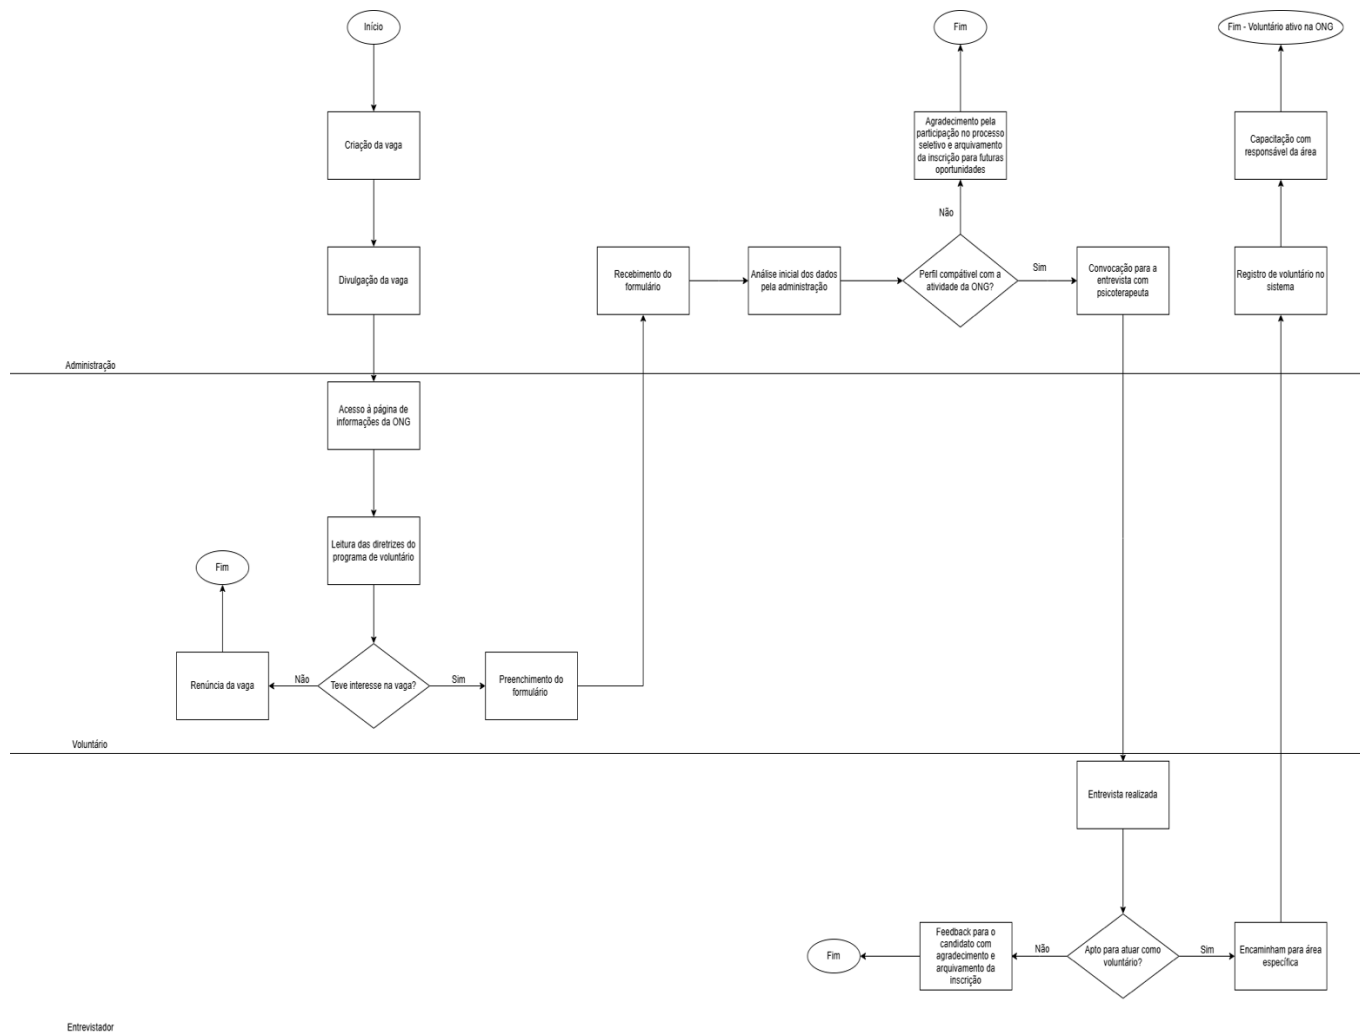 Início
Fim
Fim - Voluntário ativo na ONG
Criação da vaga
Agradecimento pela
participação no processo
seletivo e arquivamento
da inscrição para futuras
oportunidades
Capacitação com
responsável da área
Não
Divulgação da vaga
Recebimento do
formulário
Análise inicial dos dados
pela administração
Perfil compátivel com a
atividade da ONG?
Sim
Convocação para a
entrevista com
psicoterapeuta
Registro de voluntário no
sistema
Administração
Acesso à página de
informações da ONG
Leitura das diretrizes do
programa de voluntário
Fim
Renúncia da vaga
Não
Teve interesse na vaga?
Sim
Preenchimento do
formulário
Voluntário
Entrevista realizada
Fim
Feedback para o
candidato com
agradecimento e
arquivamento da
inscrição
Não
Apto para atuar como
voluntário?
Sim
Encaminham para área
específica
Entrevistador